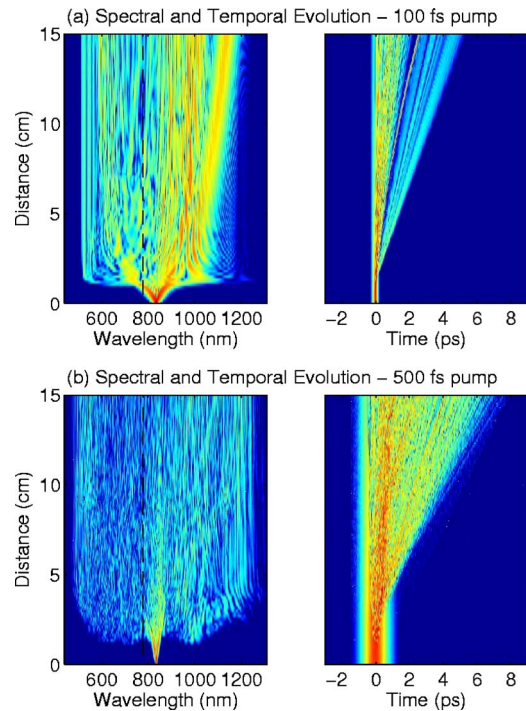 (a) Spectral and Temporal Evolution – 100 fs pump
15
10
5
0
Distance (cm)
600 800 1000 1200
Wavelength (nm)
-2 0 2 4 6 8
Time (ps)
(b) Spectral and Temporal Evolution – 500 fs pump
15
10
5
0
Distance (cm)
600 800 1000 1200
Wavelength (nm)
-2 0 2 4 6 8
Time (ps)